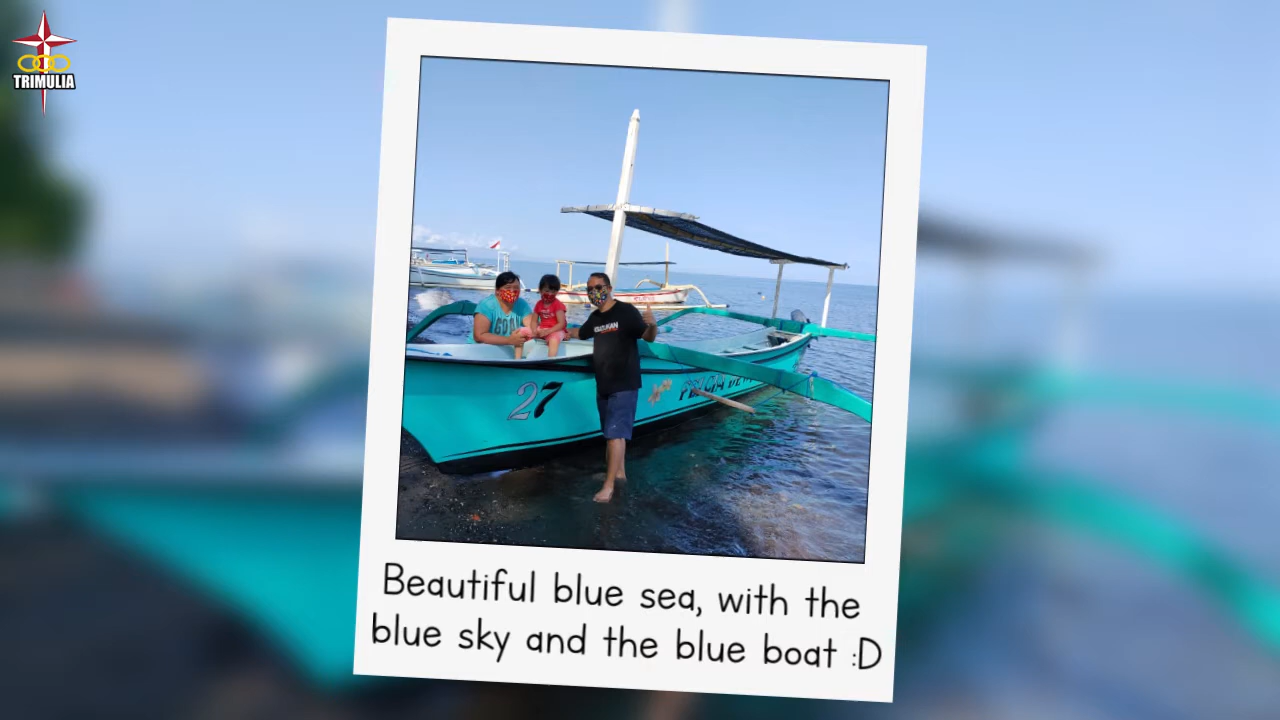 TRIMULIA
27
Beautiful blue sea, with the
blue sky and the blue boat :D